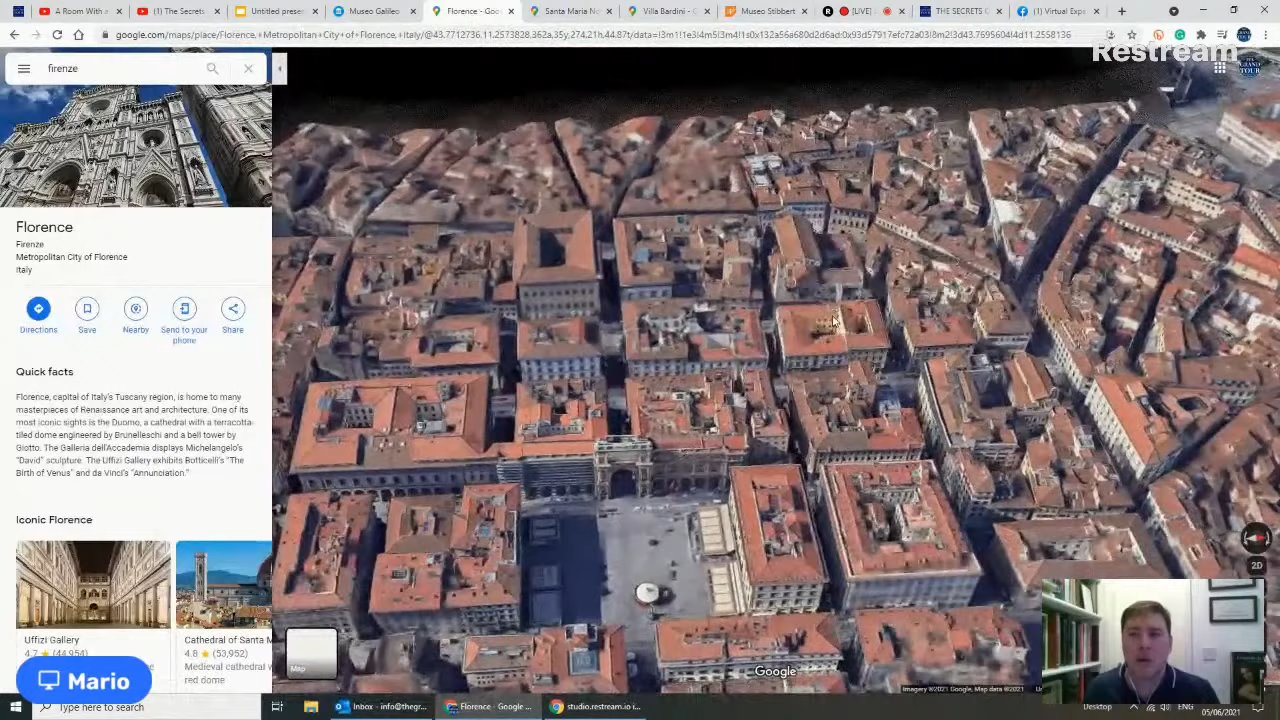 A Room With a
(1) The Secrets
Untitled presen
Museo Galileo
Florence - Goo
Santa Maria No
Villa Bardini - G
Museo Stibbert
[LIVE]
THE SECRETS O
(1) Virtual Expe
google.com/maps/place/Florence,+Metropolitan+City+of+Florence,+Italy/
Restream
firenze
THE GRAND TOUR
Florence
Firenze
Metropolitan City of Florence
Italy
Directions
Save
Nearby
Send to your
phone
Share
Quick facts
Florence, capital of Italy's Tuscany region, is home to many
masterpieces of Renaissance art and architecture. One of its
most iconic sights is the Duomo, a cathedral with a terracotta-
tiled dome engineered by Brunelleschi and a bell tower by
Giotto. The Galleria dell'Accademia displays Michelangelo's
"David" sculpture. The Uffizi Gallery exhibits Botticelli's "The
Birth of Venus" and da Vinci's "Annunciation."
Iconic Florence
2D
Uffizi Gallery
4.7 ★ (44,954)
Cathedral of Santa M
4.8 ★ (53,952)
Medieval cathedral w
red dome
Map
Google
Imagery ©2021 Google, Map data ©2021
Mario
Type here to search
Inbox - info@thegr...
Florence - Google ...
studio.restream.io i...
Desktop
05/06/2021